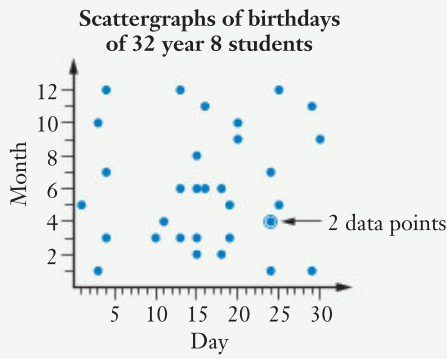 Scattergraphs of birthdays
of 32 year 8 students
12
10
8
6
4
2
Month
2 data points
5 10 15 20 25 30
Day